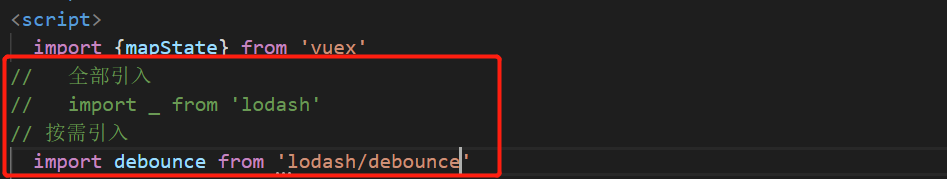 <script>
import {mapState} from 'vuex'
// 全部引入
// import _ from 'lodash'
// 按需引入
import debounce from 'lodash/debounce'